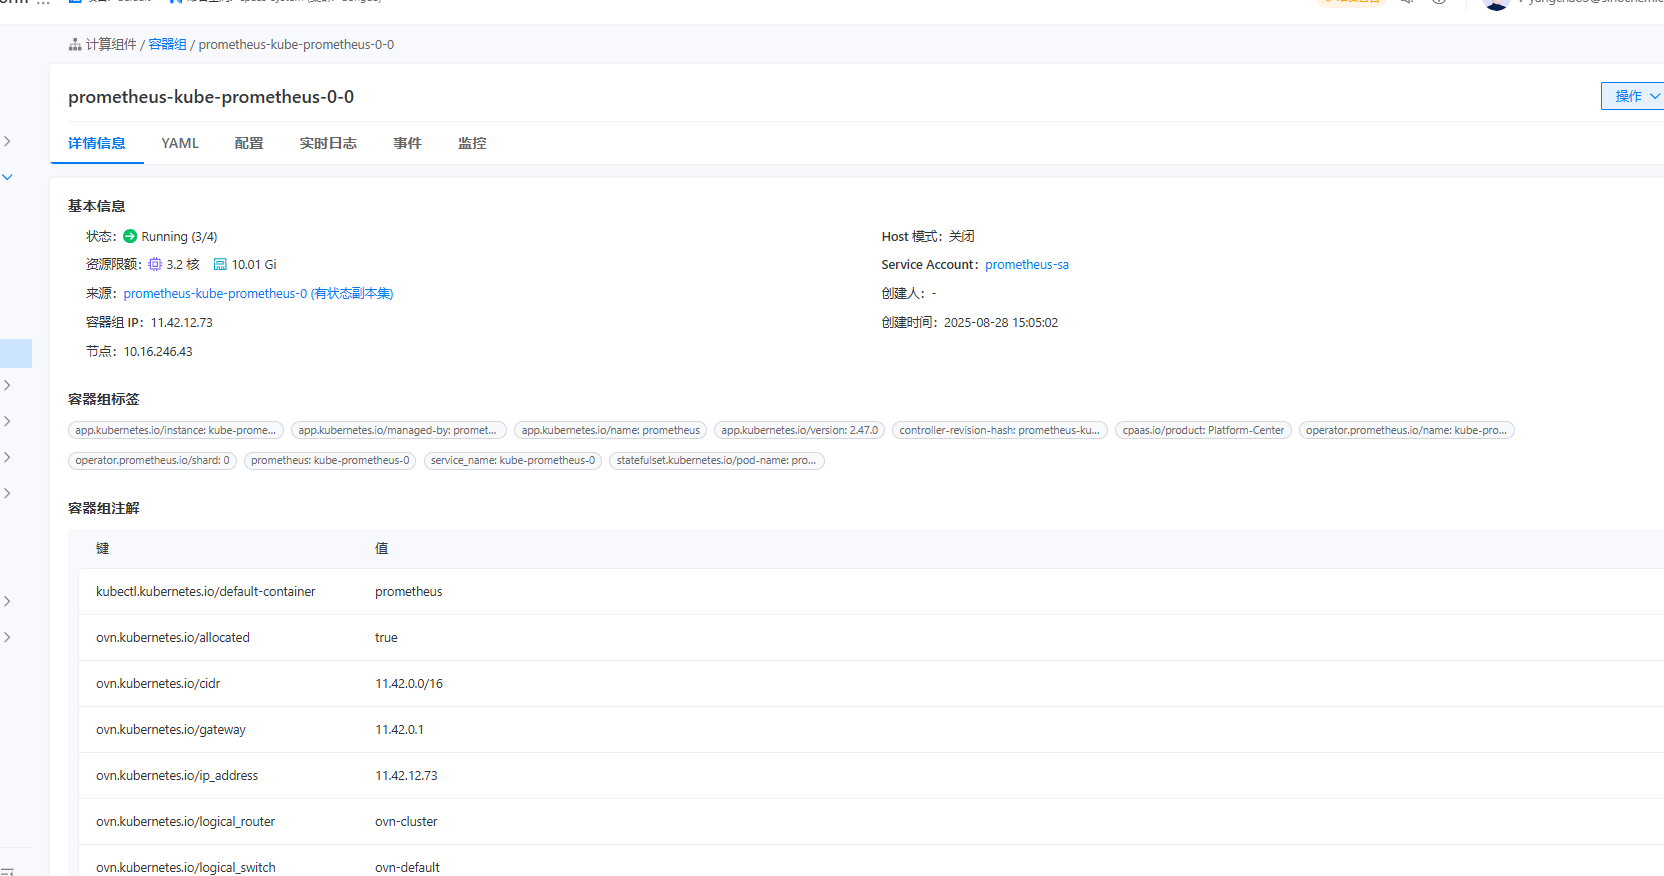 计算组件 / 容器组 / prometheus-kube-prometheus-0-0
prometheus-kube-prometheus-0-0
操作
详情信息 YAML 配置 实时日志 事件 监控
基本信息
状态： Running (3/4)
Host 模式： 关闭
资源限额： 3.2 核 10.01 Gi
Service Account： prometheus-sa
来源： prometheus-kube-prometheus-0 (有状态副本集)
创建人： -
容器组 IP： 11.42.12.73
创建时间： 2025-08-28 15:05:02
节点： 10.16.246.43
容器组标签
app.kubernetes.io/instance: kube-prome... app.kubernetes.io/managed-by: promet... app.kubernetes.io/name: prometheus app.kubernetes.io/version: 2.47.0 controller-revision-hash: prometheus-ku... cpaas.io/product: Platform-Center operator.prometheus.io/name: kube-pro...
operator.prometheus.io/shard: 0 prometheus: kube-prometheus-0 service_name: kube-prometheus-0 statefulset.kubernetes.io/pod-name: pro...
容器组注解
键 值
kubectl.kubernetes.io/default-container prometheus
ovn.kubernetes.io/allocated true
ovn.kubernetes.io/cidr 11.42.0.0/16
ovn.kubernetes.io/gateway 11.42.0.1
ovn.kubernetes.io/ip_address 11.42.12.73
ovn.kubernetes.io/logical_router ovn-cluster
ovn.kubernetes.io/logical_switch ovn-default